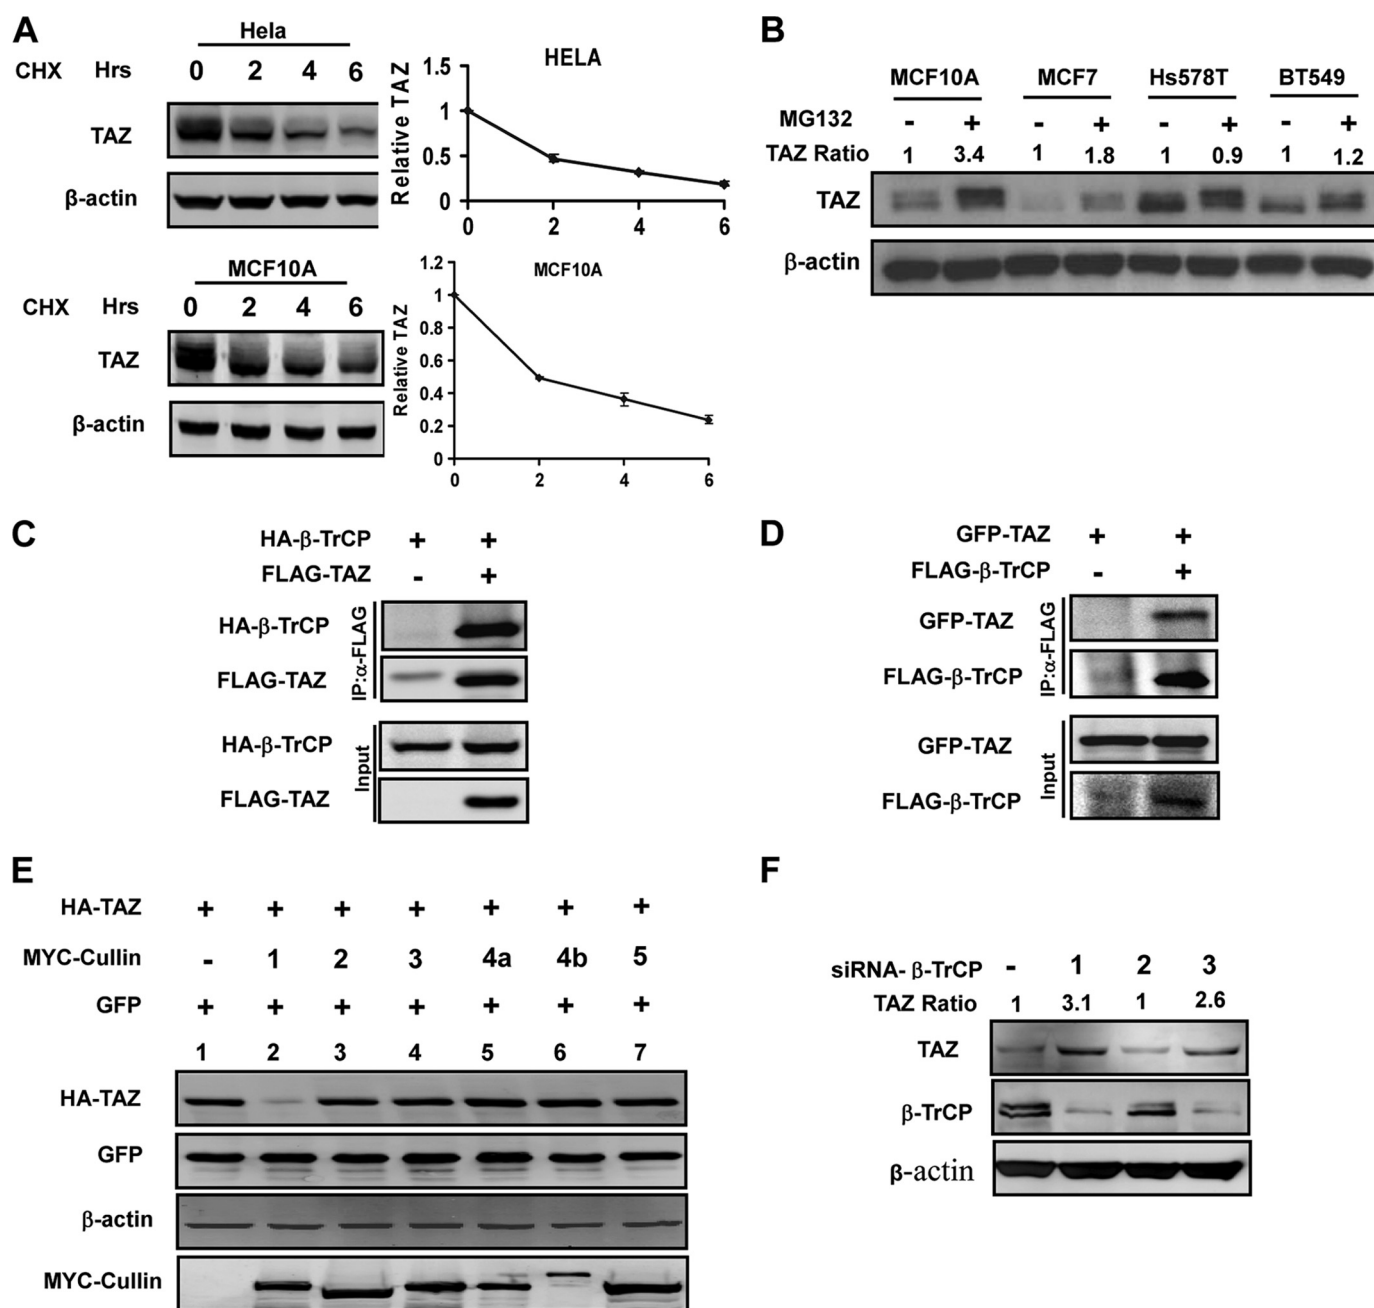 A
Hela
CHX Hrs 0 2 4 6
TAZ
β-actin
HELA
Relative TAZ
1.5
1
0.5
0
0 2 4 6
MCF10A
CHX Hrs 0 2 4 6
TAZ
β-actin
MCF10A
Relative TAZ
1.2
1
0.8
0.6
0.4
0.2
0
0 2 4 6
B
MCF10A MCF7 Hs578T BT549
MG132 - + - + - + - +
TAZ Ratio 1 3.4 1 1.8 1 0.9 1 1.2
TAZ
β-actin
C
HA-β-TrCP + +
FLAG-TAZ - +
IP:α-FLAG
HA-β-TrCP
FLAG-TAZ
Input
HA-β-TrCP
FLAG-TAZ
D
GFP-TAZ + +
FLAG-β-TrCP - +
IP:α-FLAG
GFP-TAZ
FLAG-β-TrCP
Input
GFP-TAZ
FLAG-β-TrCP
E
HA-TAZ + + + + + + +
MYC-Cullin - 1 2 3 4a 4b 5
GFP + + + + + + +
1 2 3 4 5 6 7
HA-TAZ
GFP
β-actin
MYC-Cullin
F
siRNA- β-TrCP - 1 2 3
TAZ Ratio 1 3.1 1 2.6
TAZ
β-TrCP
β-actin